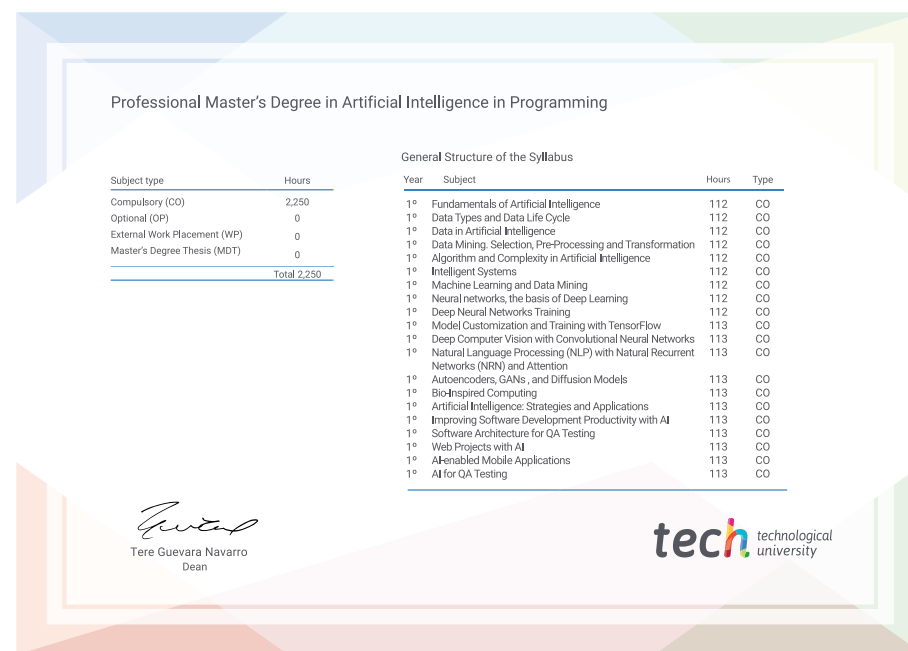 Professional Master's Degree in Artificial Intelligence in Programming
General Structure of the Syllabus
Subject type Hours
Compulsory (CO) 2,250
Optional (OP) 0
External Work Placement (WP) 0
Master's Degree Thesis (MDT) 0
Total 2,250
Year Subject Hours Type
1º Fundamentals of Artificial Intelligence 112 CO
1º Data Types and Data Life Cycle 112 CO
1º Data in Artificial Intelligence 112 CO
1º Data Mining. Selection, Pre-Processing and Transformation 112 CO
1º Algorithm and Complexity in Artificial Intelligence 112 CO
1º Intelligent Systems 112 CO
1º Machine Learning and Data Mining 112 CO
1º Neural networks, the basis of Deep Learning 112 CO
1º Deep Neural Networks Training 112 CO
1º Model Customization and Training with TensorFlow 113 CO
1º Deep Computer Vision with Convolutional Neural Networks 113 CO
1º Natural Language Processing (NLP) with Natural Recurrent 113 CO
Networks (NRN) and Attention
1º Autoencoders, GANs , and Diffusion Models 113 CO
1º Bio-Inspired Computing 113 CO
1º Artificial Intelligence: Strategies and Applications 113 CO
1º Improving Software Development Productivity with AI 113 CO
1º Software Architecture for QA Testing 113 CO
1º Web Projects with AI 113 CO
1º AI-enabled Mobile Applications 113 CO
1º AI for QA Testing 113 CO
Tere Guevara Navarro
Dean
tech technological
university